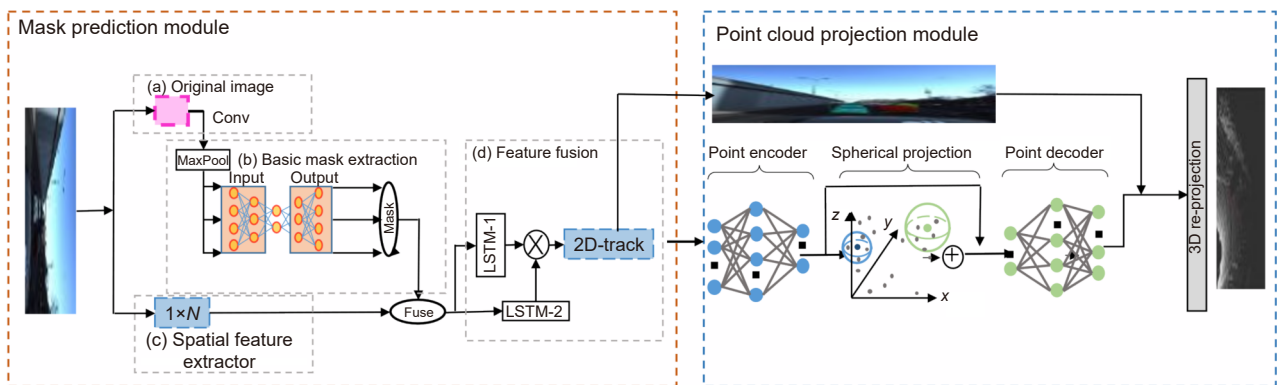 Mask prediction module
(a) Original image
Conv
MaxPool
(b) Basic mask extraction
Input
Output
Mask
1×N
(c) Spatial feature
extractor
Fuse
(d) Feature fusion
LSTM-1
LSTM-2
2D-track
Point cloud projection module
Point encoder
Spherical projection
Point decoder
z
y
x
3D re-projection